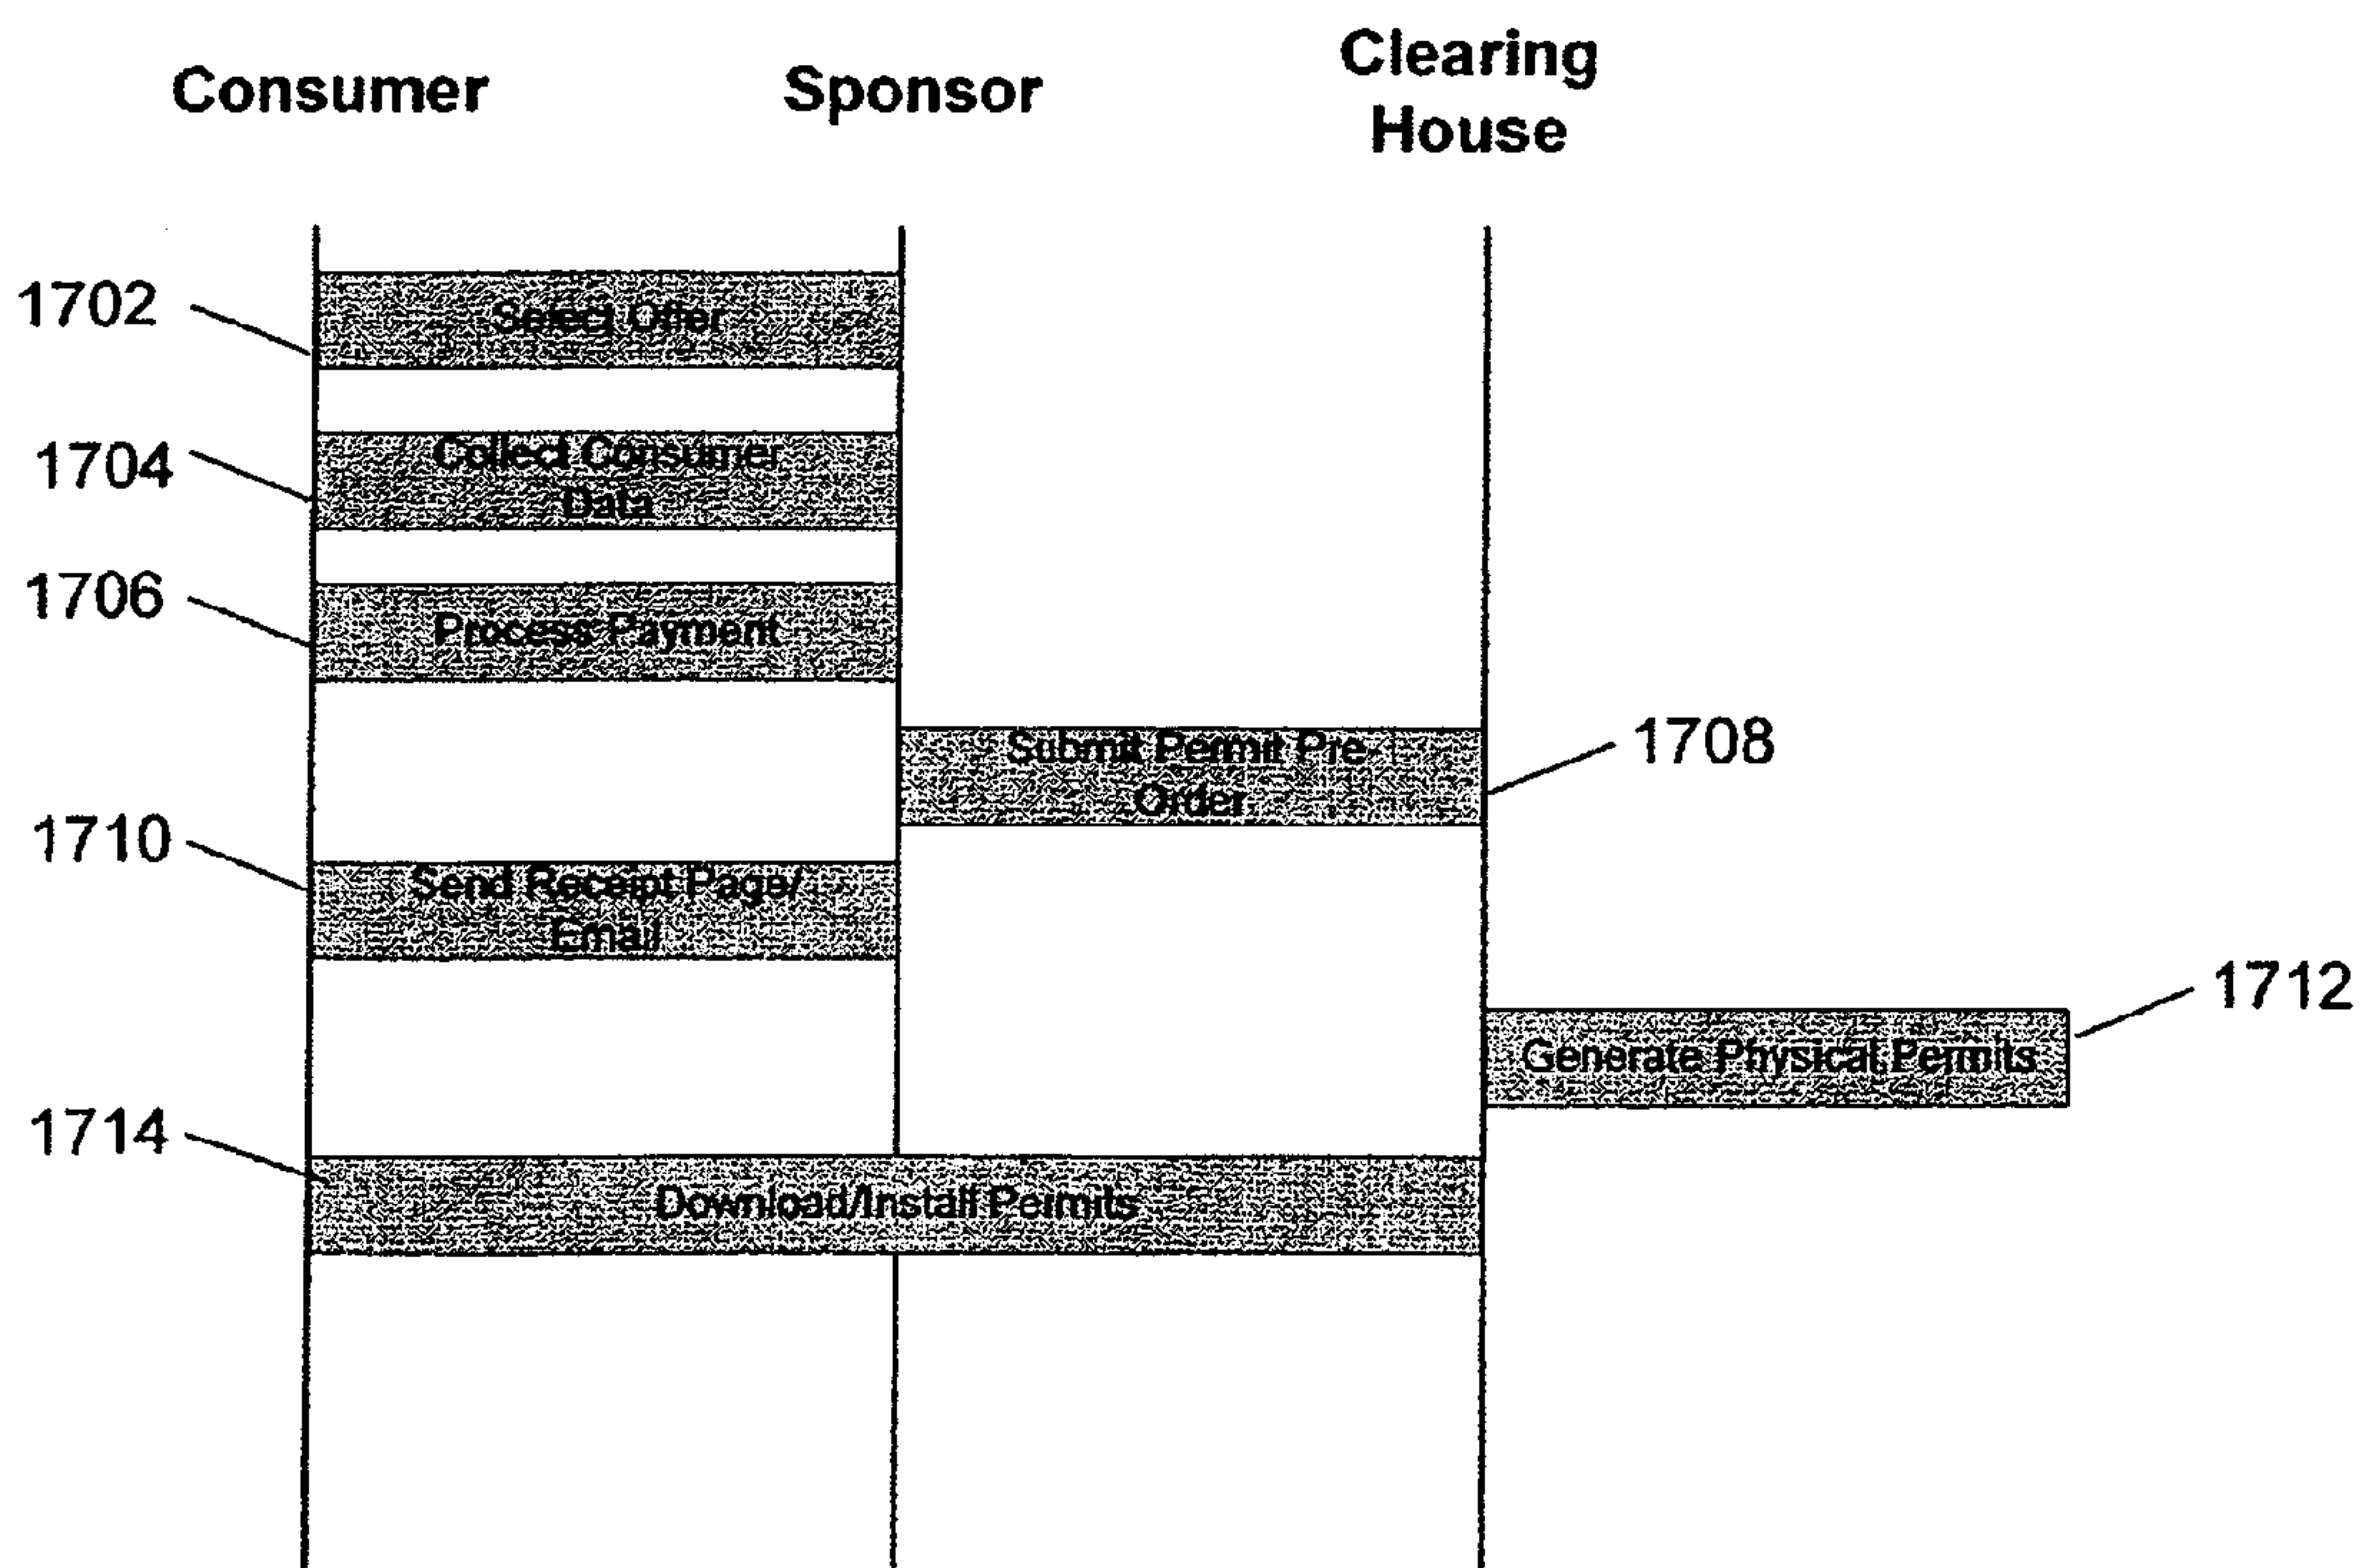 Consumer
Sponsor
Clearing
House
1702
Select Offer
1704
Collect Consumer
Data
1706
Process Payment
Submit Permit Pre-
Order
1708
1710
Send Receipt Page/
Email
Generate Physical Permits
1712
1714
Download/Install Permits